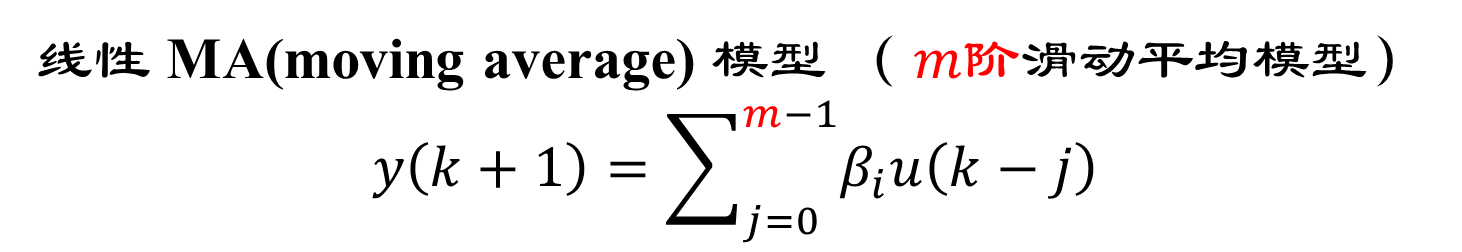 线性 MA(moving average) 模型 （ m阶滑动平均模型）
y(k + 1) = ∑_{j=0}^{m−1} β_i u(k − j)